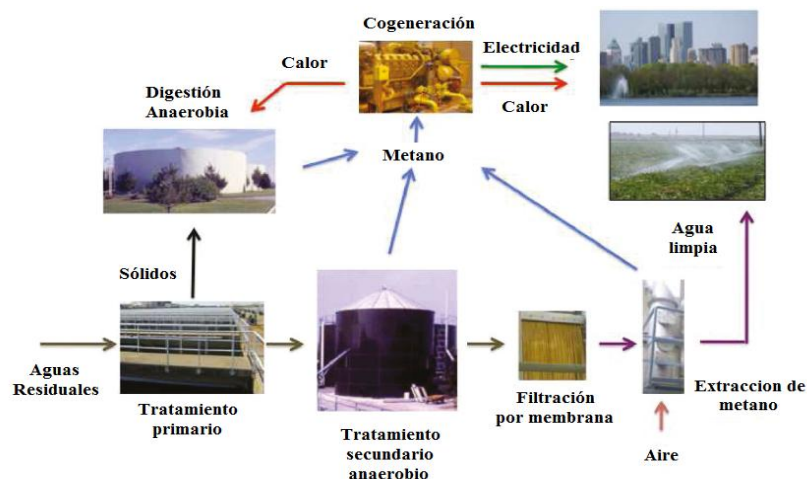 Cogeneración
Calor
Electricidad
Calor
Digestión
Anaerobia
Metano
Agua
limpia
Sólidos
Aguas
Residuales
Tratamiento
primario
Tratamiento
secundario
anaerobio
Filtración
por membrana
Extraccion de
metano
Aire